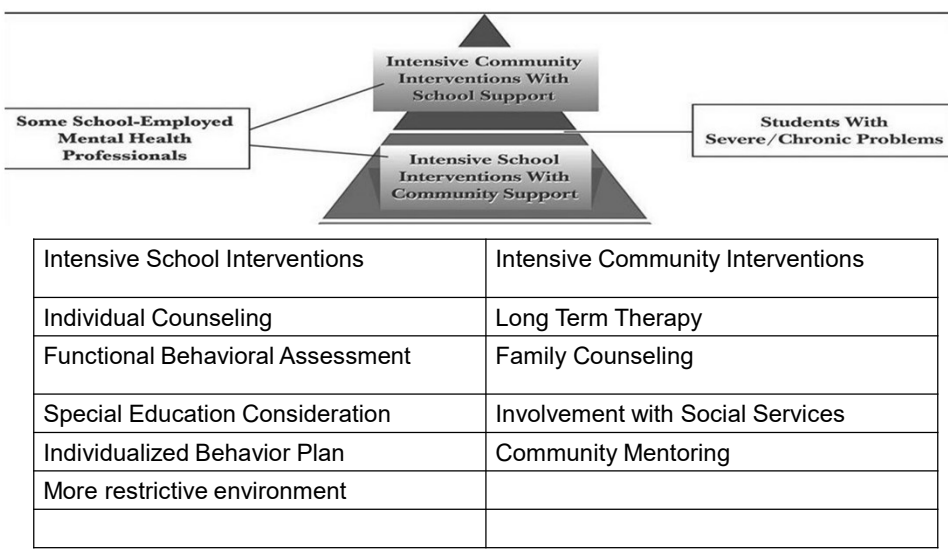 Intensive Community
Interventions With
School Support
Some School-Employed
Mental Health
Professionals
Students With
Severe/Chronic Problems
Intensive School
Interventions With
Community Support
Intensive School Interventions
Intensive Community Interventions
Individual Counseling
Long Term Therapy
Functional Behavioral Assessment
Family Counseling
Special Education Consideration
Involvement with Social Services
Individualized Behavior Plan
Community Mentoring
More restrictive environment